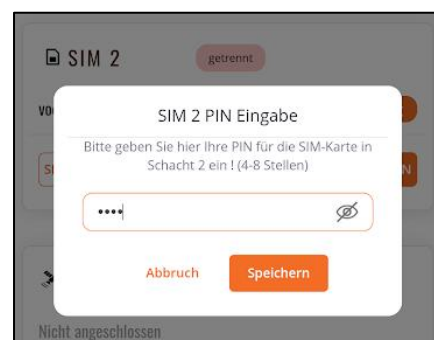 SIM 2
getrennt
SIM 2 PIN Eingabe
Bitte geben Sie hier Ihre PIN für die SIM-Karte in
Schacht 2 ein ! (4-8 Stellen)
••••
Abbruch
Speichern
Nicht angeschlossen